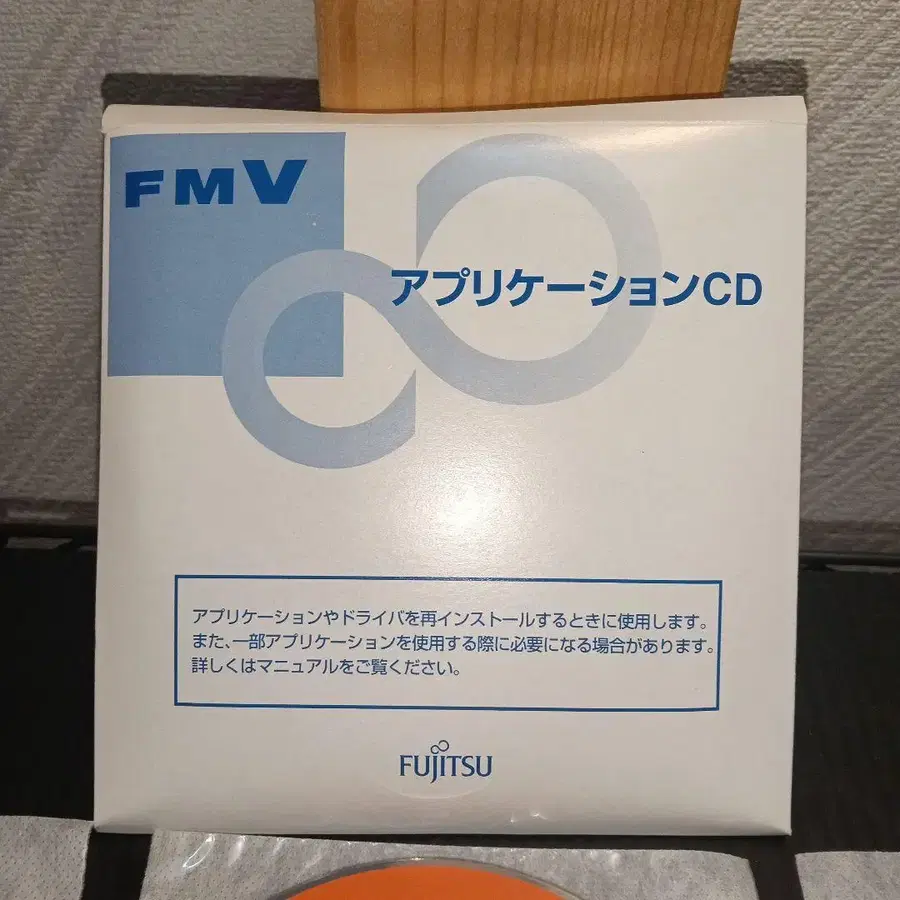 FMV
アプリケーションCD
アプリケーションやドライバを再インストールするときに使用します。
また、一部アプリケーションを使用する際に必要になる場合があります。
詳しくはマニュアルをご覧ください。
FUJITSU